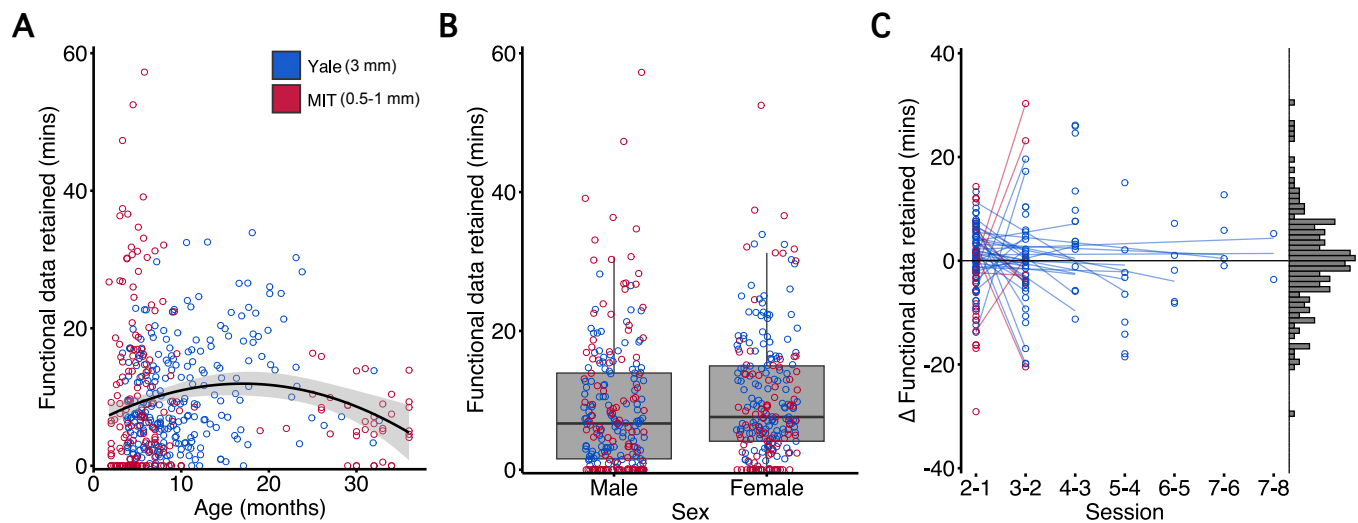 A
Functional data retained (mins)
60
40
20
0
Yale (3 mm)
MIT (0.5-1 mm)
0
10
20
30
Age (months)
B
Functional data retained (mins)
60
40
20
0
Male
Female
Sex
C
Δ Functional data retained (mins)
40
20
0
-20
-40
2-1
3-2
4-3
5-4
6-5
7-6
7-8
Session